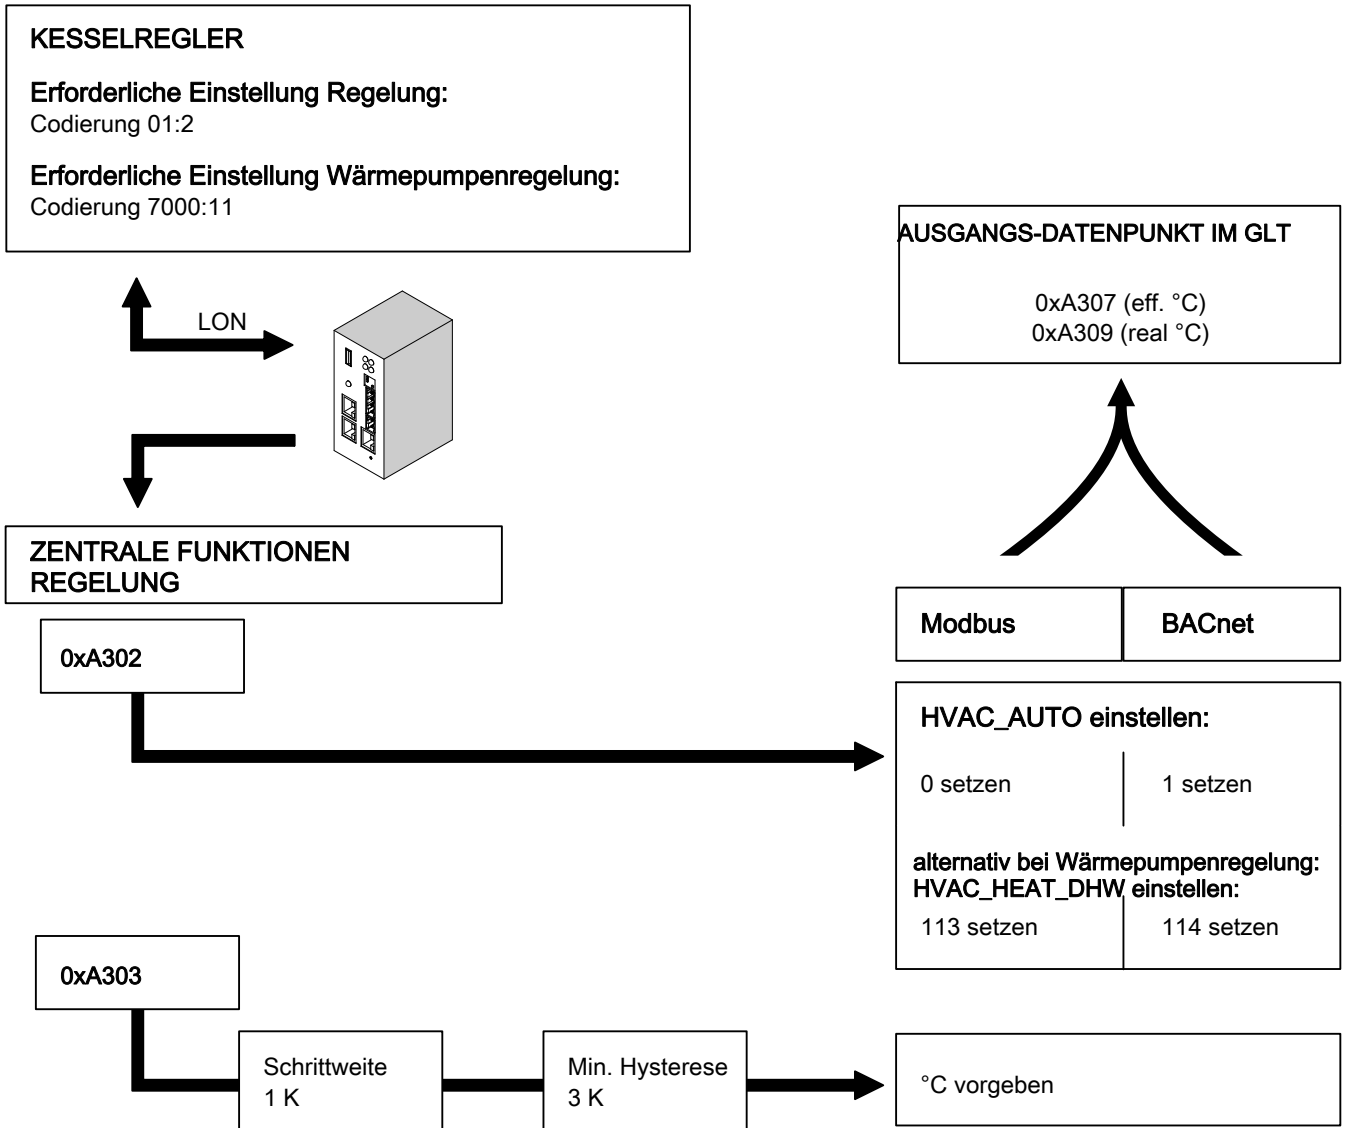 KESSELREGLER
Erforderliche Einstellung Regelung:
Codierung 01:2
Erforderliche Einstellung Wärmepumpenregelung:
Codierung 7000:11
AUSGANGS-DATENPUNKT IM GLT
0xA307 (eff. °C)
0xA309 (real °C)
LON
ZENTRALE FUNKTIONEN
REGELUNG
Modbus
BACnet
0xA302
HVAC_AUTO einstellen:
0 setzen
1 setzen
alternativ bei Wärmepumpenregelung:
HVAC_HEAT_DHW einstellen:
113 setzen
114 setzen
0xA303
Schrittweite
1 K
Min. Hysterese
3 K
°C vorgeben